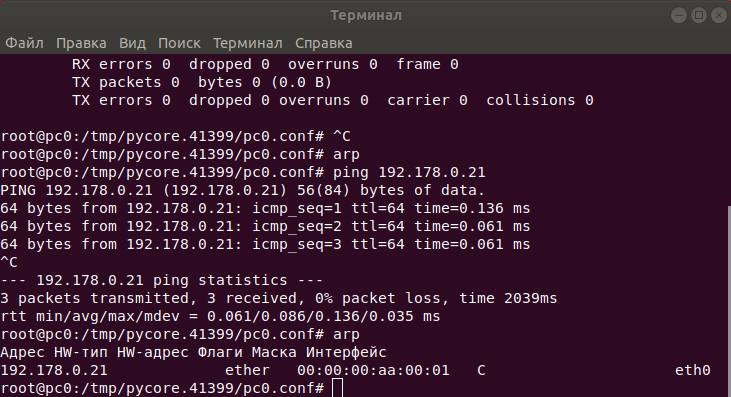 Терминал
Файл Правка Вид Поиск Терминал Справка
RX errors 0  dropped 0  overruns 0  frame 0
TX packets 0  bytes 0 (0.0 B)
TX errors 0  dropped 0 overruns 0  carrier 0  collisions 0
root@pc0:/tmp/pycore.41399/pc0.conf# ^C
root@pc0:/tmp/pycore.41399/pc0.conf# arp
root@pc0:/tmp/pycore.41399/pc0.conf# ping 192.178.0.21
PING 192.178.0.21 (192.178.0.21) 56(84) bytes of data.
64 bytes from 192.178.0.21: icmp_seq=1 ttl=64 time=0.136 ms
64 bytes from 192.178.0.21: icmp_seq=2 ttl=64 time=0.061 ms
64 bytes from 192.178.0.21: icmp_seq=3 ttl=64 time=0.061 ms
^C
--- 192.178.0.21 ping statistics ---
3 packets transmitted, 3 received, 0% packet loss, time 2039ms
rtt min/avg/max/mdev = 0.061/0.086/0.136/0.035 ms
root@pc0:/tmp/pycore.41399/pc0.conf# arp
Адрес HW-тип HW-адрес Флаги Маска Интерфейс
192.178.0.21             ether   00:00:00:aa:00:01   C                     eth0
root@pc0:/tmp/pycore.41399/pc0.conf#